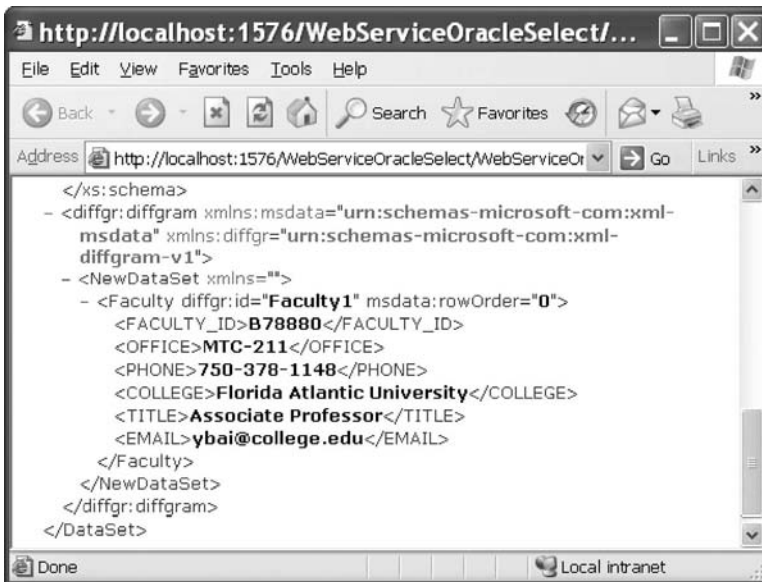 http://localhost:1576/WebServiceOracleSelect/...
File Edit View Favorites Tools Help
Back Search Favorites »
Address http://localhost:1576/WebServiceOracleSelect/WebServiceOr Go Links »
</xs:schema>
- <diffgr:diffgram xmlns:msdata="urn:schemas-microsoft-com:xml-
msdata" xmlns:diffgr="urn:schemas-microsoft-com:xml-
diffgram-v1">
- <NewDataSet xmlns="">
- <Faculty diffgr:id="Faculty1" msdata:rowOrder="0">
<FACULTY_ID>B78880</FACULTY_ID>
<OFFICE>MTC-211</OFFICE>
<PHONE>750-378-1148</PHONE>
<COLLEGE>Florida Atlantic University</COLLEGE>
<TITLE>Associate Professor</TITLE>
<EMAIL>ybai@college.edu</EMAIL>
</Faculty>
</NewDataSet>
</diffgr:diffgram>
</DataSet>
Done Local intranet